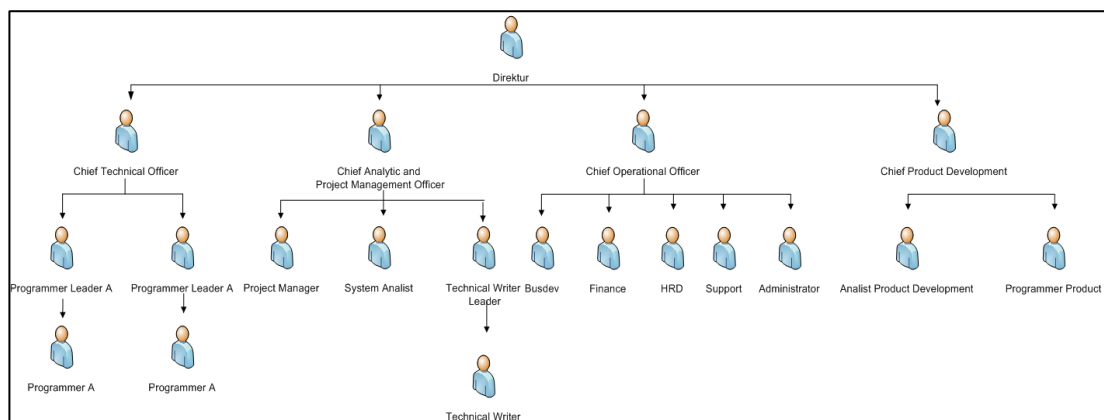 Direktur
Chief Technical Officer
Chief Analytic and
Project Management Officer
Chief Operational Officer
Chief Product Development
Programmer Leader A
Programmer Leader A
Project Manager
System Analist
Technical Writer
Leader
Busdev
Finance
HRD
Support
Administrator
Analist Product Development
Programmer Product
Programmer A
Programmer A
Technical Writer